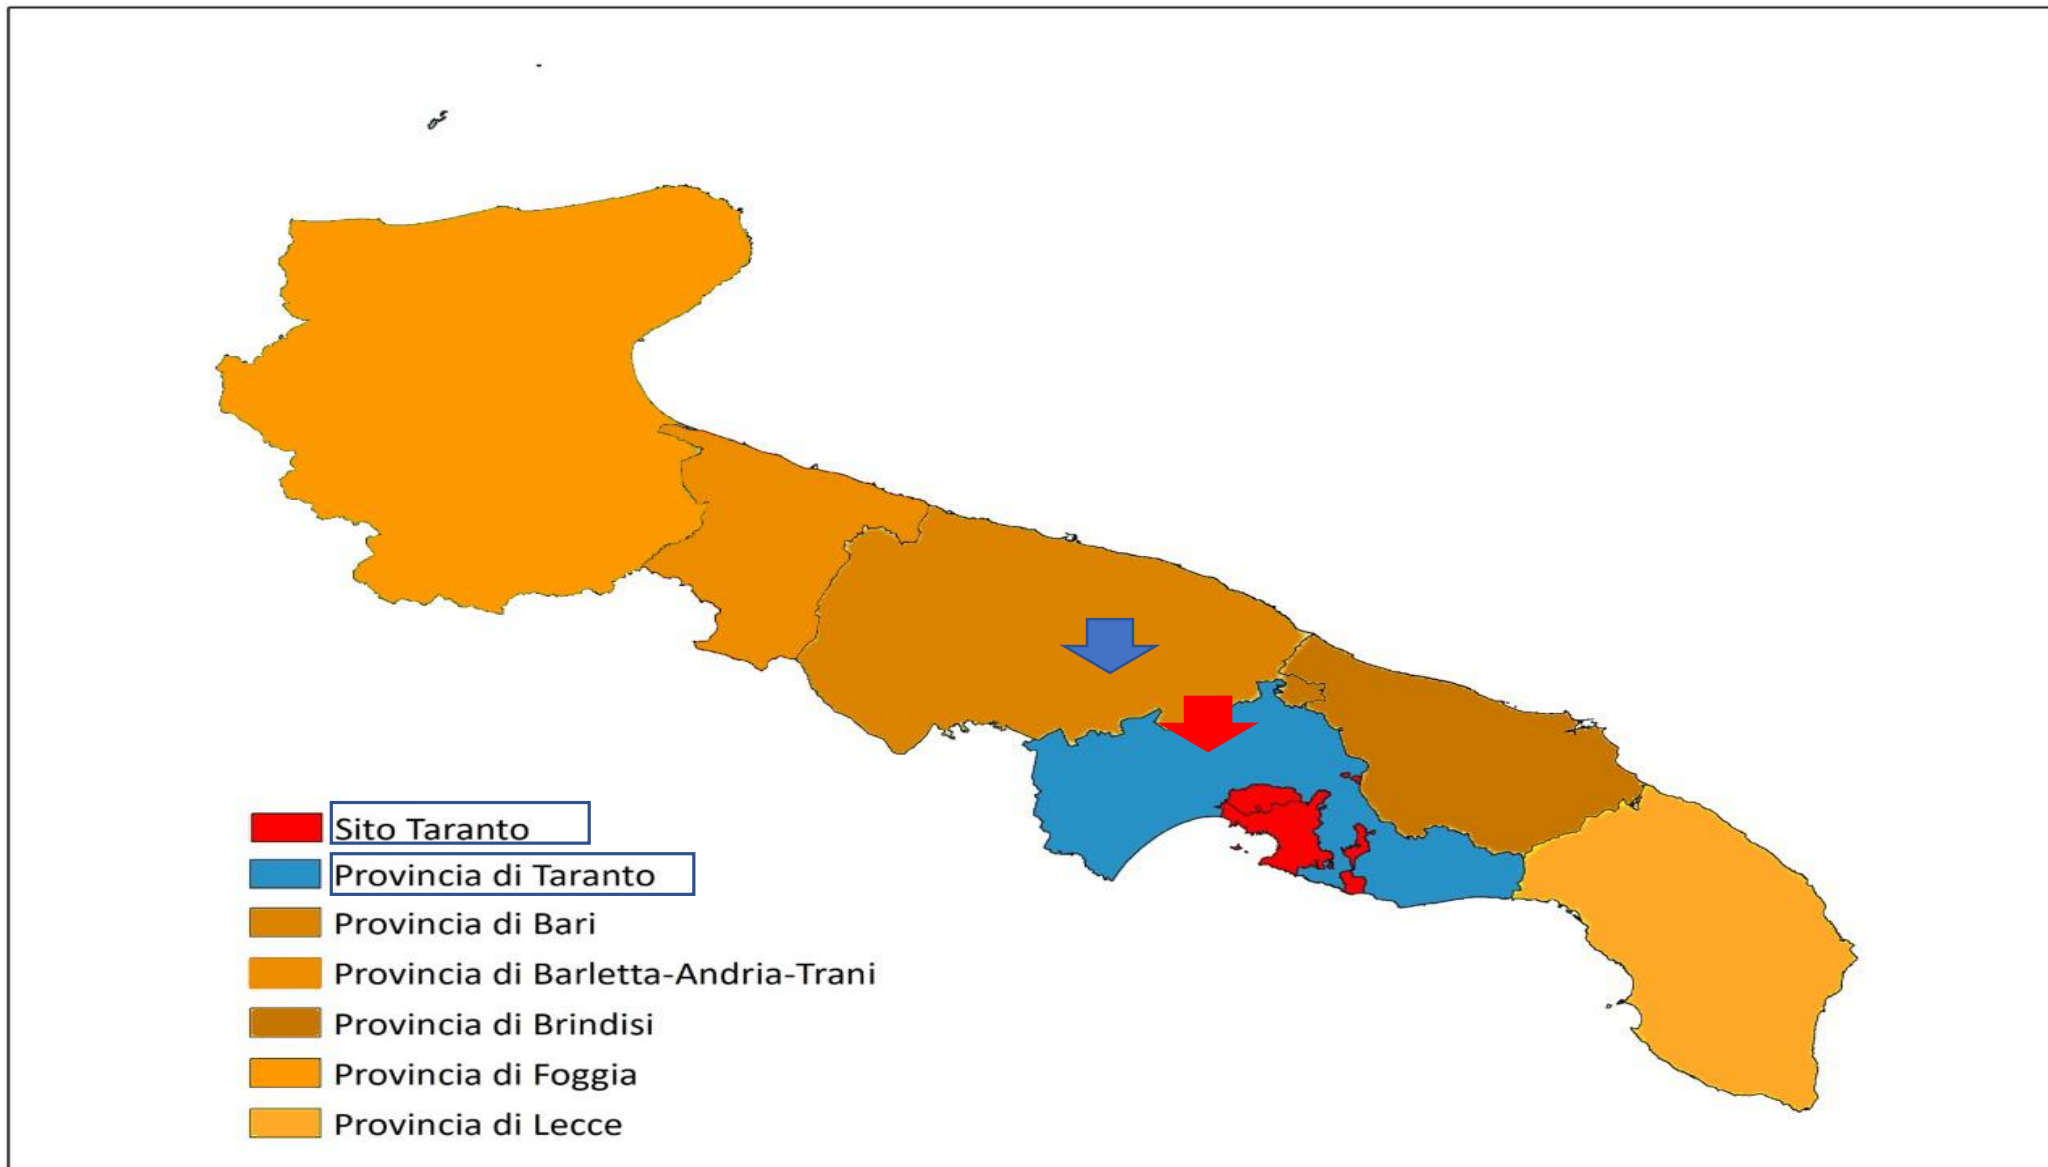 Sito Taranto
Provincia di Taranto
Provincia di Bari
Provincia di Barletta-Andria-Trani
Provincia di Brindisi
Provincia di Foggia
Provincia di Lecce